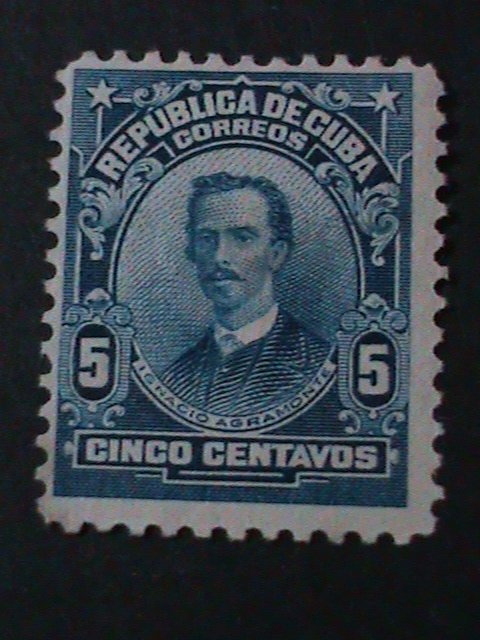 REPUBLICA DE CUBA
CORREOS
5 5
IGNACIO AGRAMONTE
CINCO CENTAVOS